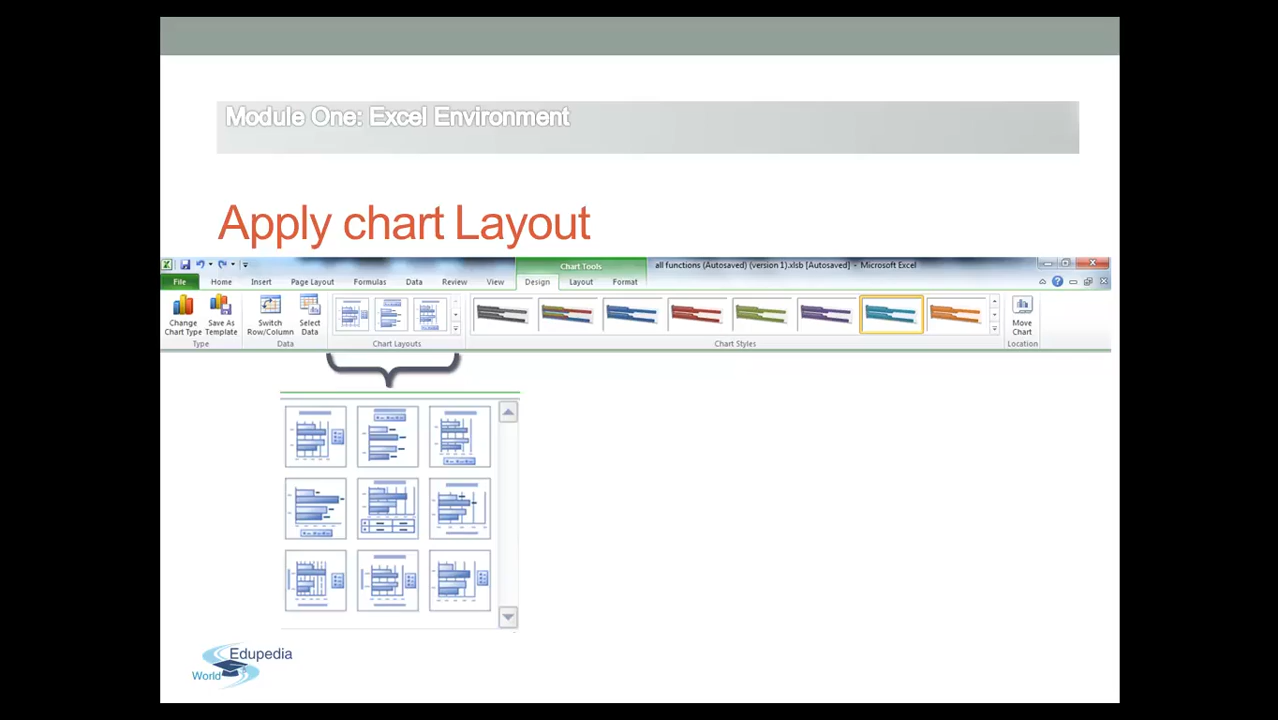 Module One: Excel Environment
Apply chart Layout
Chart Tools
all functions (Autosaved) (version 1).xlsb [Autosaved] - Microsoft Excel
File Home Insert Page Layout Formulas Data Review View Design Layout Format
Change Chart Type
Save As Template
Switch Row/Column
Select Data
Move Chart
Type Data Chart Layouts Chart Styles Location
Edupedia
World